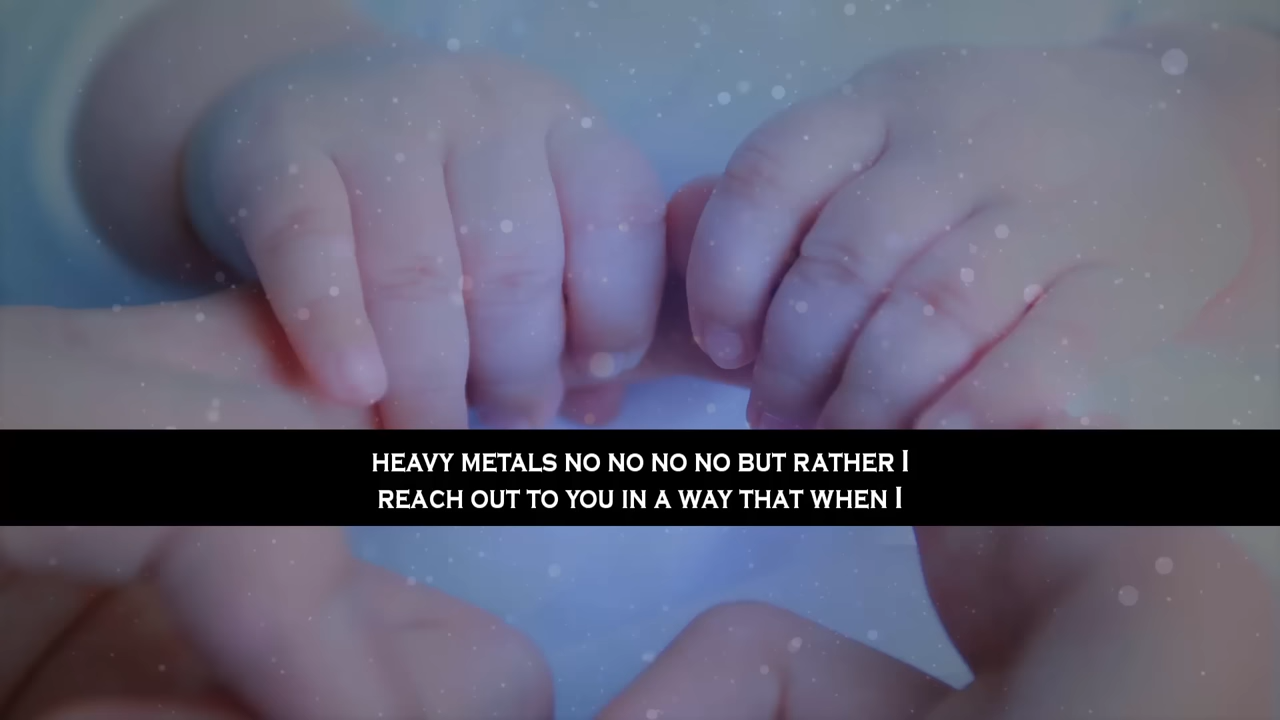 HEAVY METALS NO NO NO NO BUT RATHER I
REACH OUT TO YOU IN A WAY THAT WHEN I